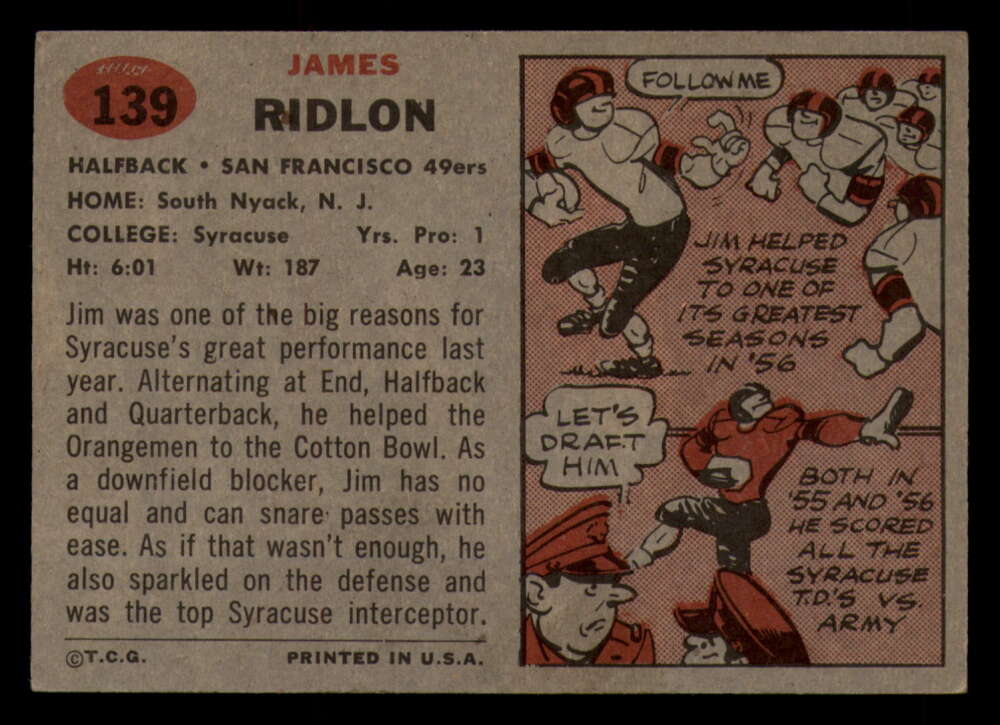 139
JAMES
RIDLON
HALFBACK • SAN FRANCISCO 49ers
HOME: South Nyack, N. J.
COLLEGE: Syracuse Yrs. Pro: 1
Ht: 6:01 Wt: 187 Age: 23
Jim was one of the big reasons for
Syracuse's great performance last
year. Alternating at End, Halfback
and Quarterback, he helped the
Orangemen to the Cotton Bowl. As
a downfield blocker, Jim has no
equal and can snare passes with
ease. As if that wasn't enough, he
also sparkled on the defense and
was the top Syracuse interceptor.
©T.C.G. PRINTED IN U.S.A.
FOLLOW ME
JIM HELPED
SYRACUSE
TO ONE OF
ITS GREATEST
SEASONS
IN '56
LET'S
DRAFT
HIM
BOTH IN
'55 AND '56
HE SCORED
ALL THE
SYRACUSE
T.D.'S VS.
ARMY